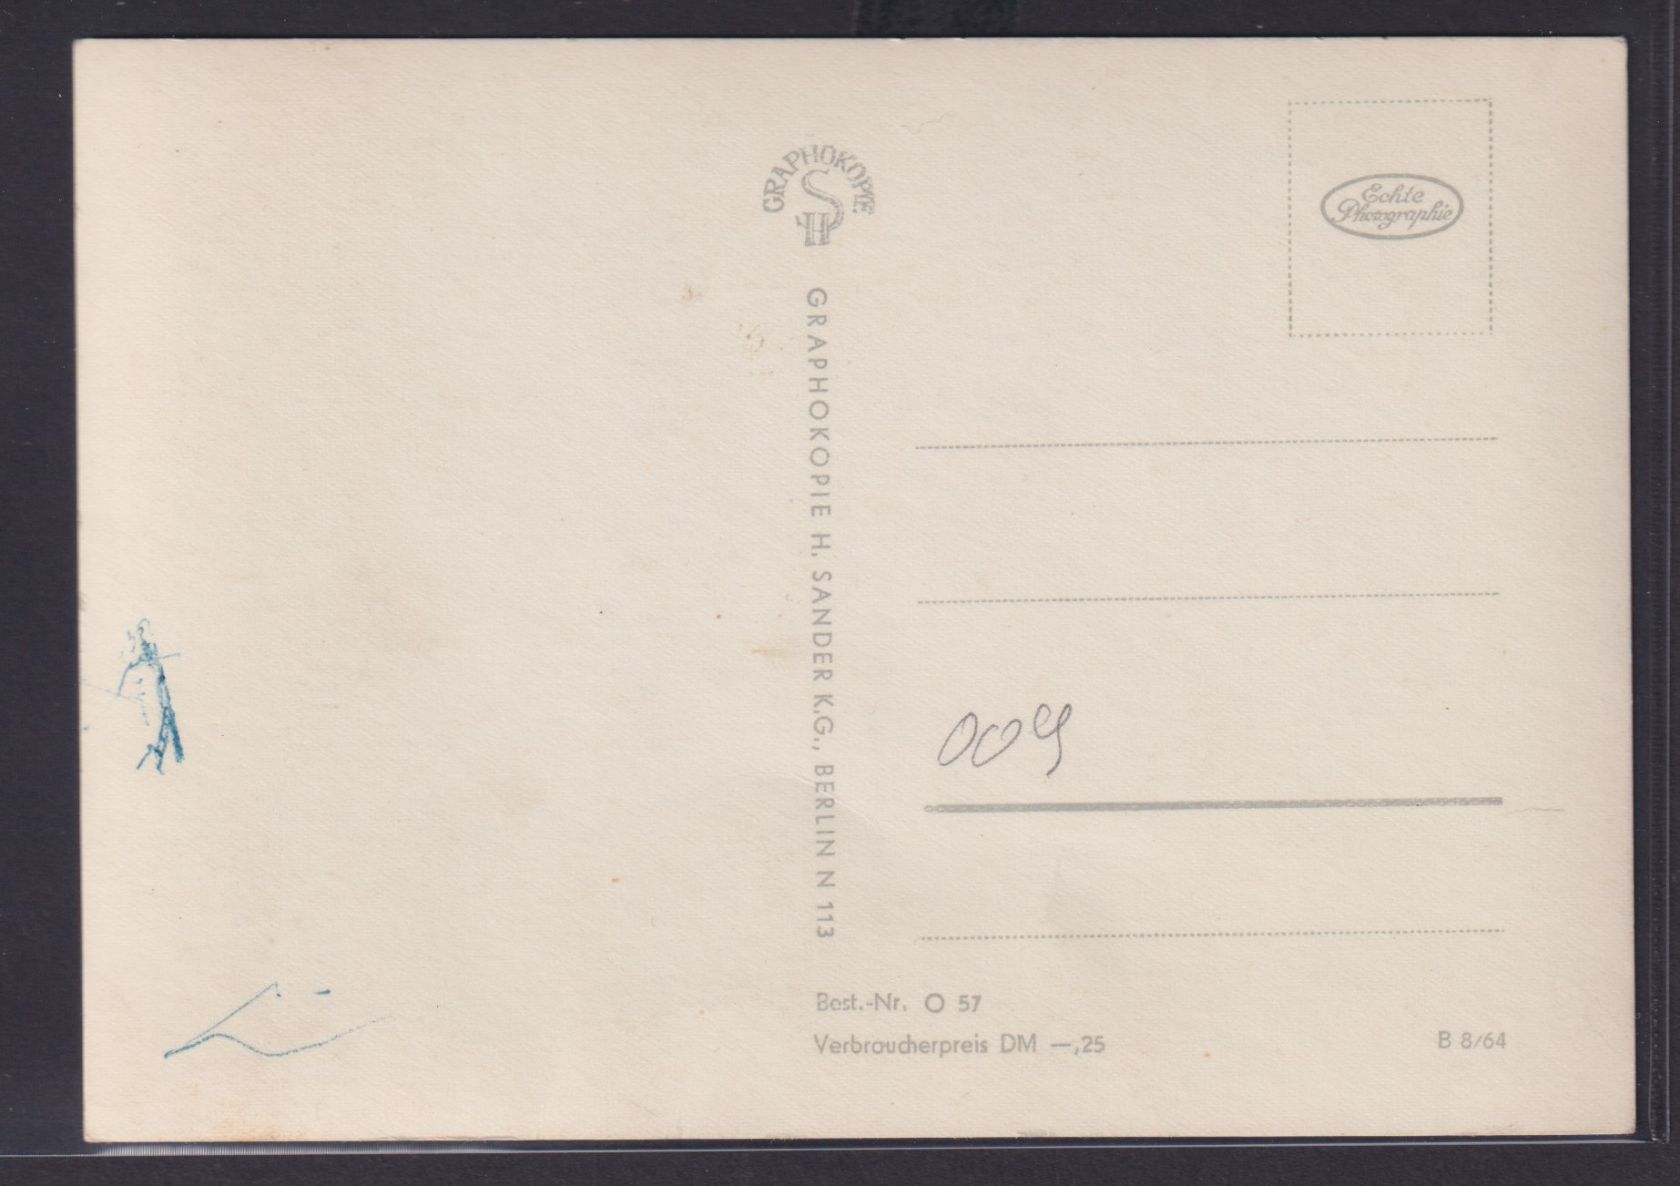 GRAPHOKOPIE
H
Echte
Photographie
GRAPHOKOPIE H. SANDER K.G., BERLIN N 113
009
Best.-Nr. O 57
Verbraucherpreis DM —,25
B 8/64